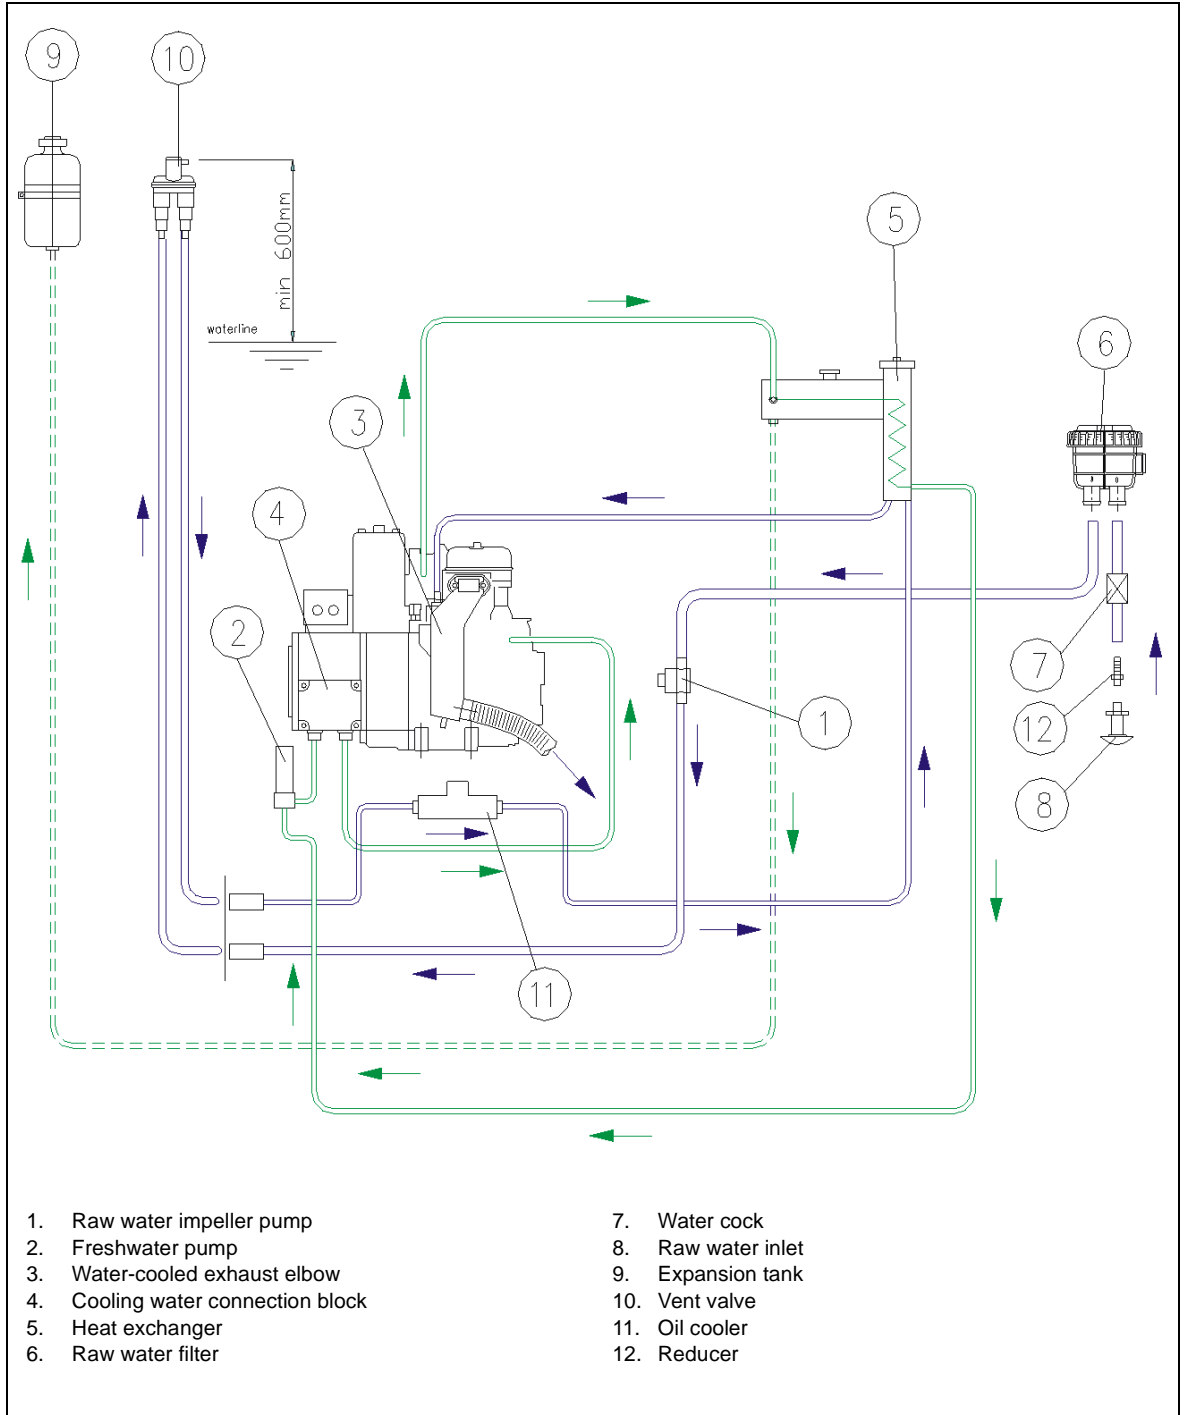 9
10
5
min 600mm
waterline
6
3
4
2
7
1
12
8
11
1. Raw water impeller pump
2. Freshwater pump
3. Water-cooled exhaust elbow
4. Cooling water connection block
5. Heat exchanger
6. Raw water filter
7. Water cock
8. Raw water inlet
9. Expansion tank
10. Vent valve
11. Oil cooler
12. Reducer